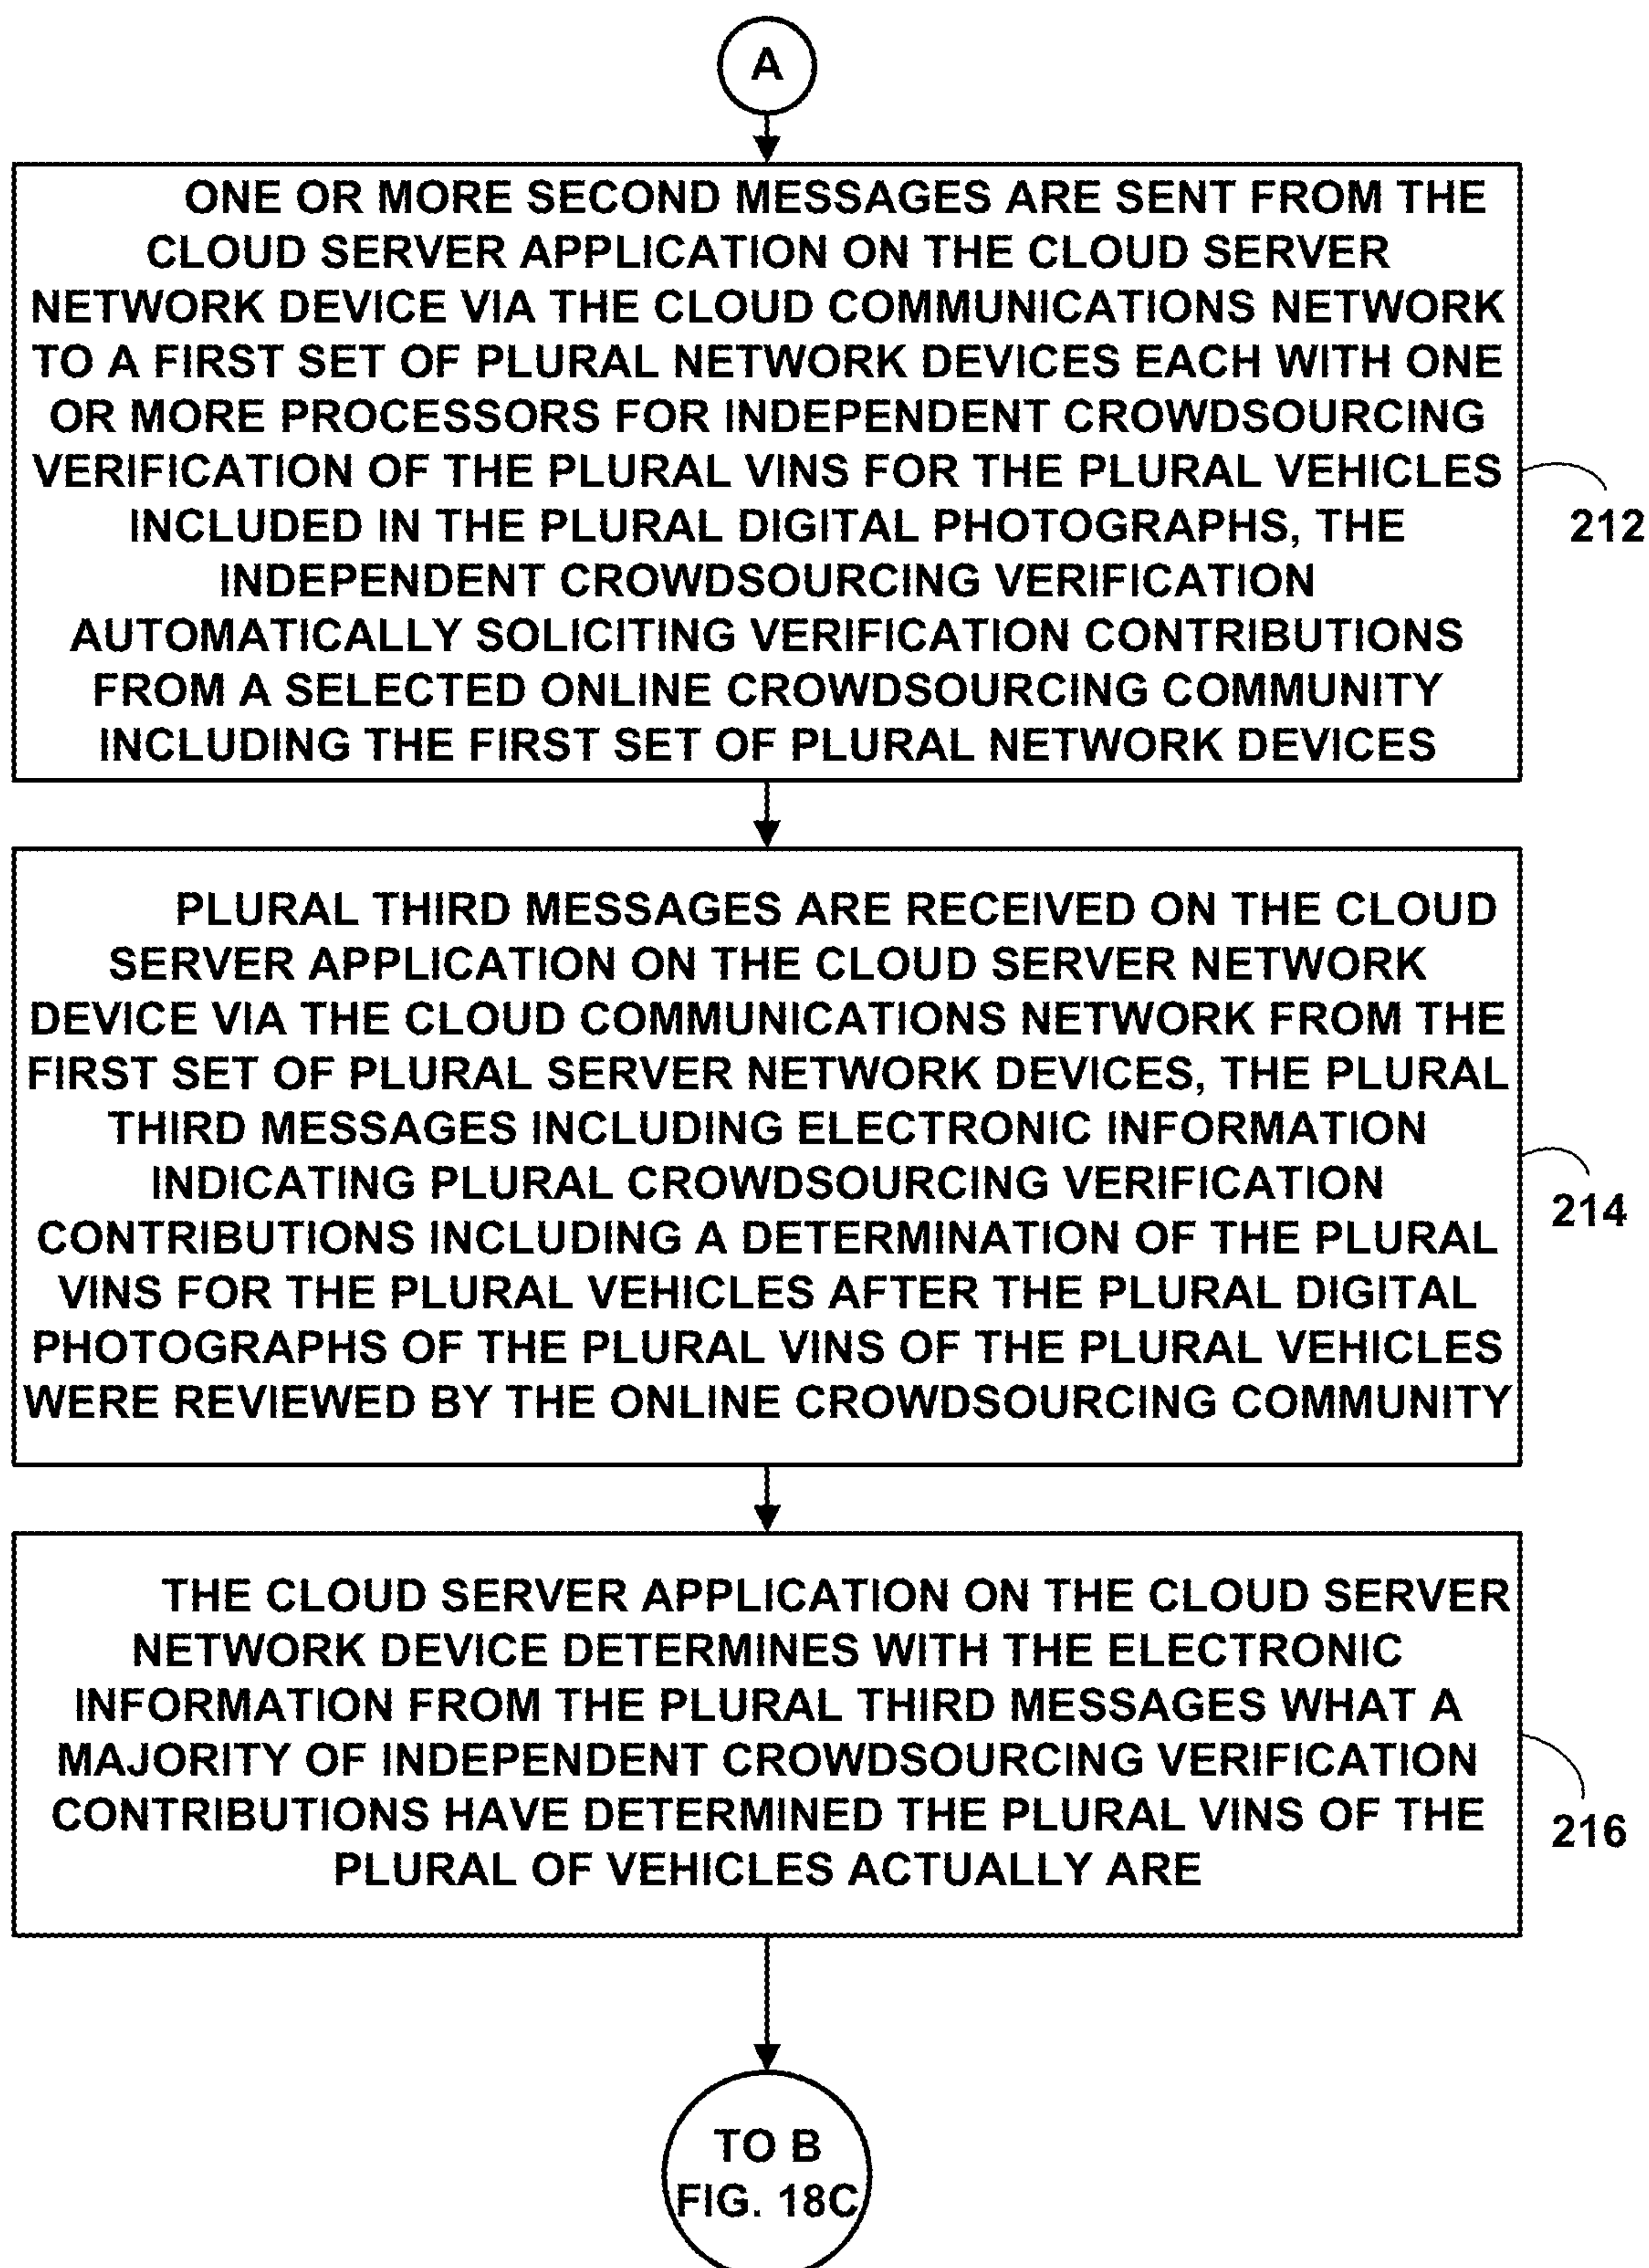 A
ONE OR MORE SECOND MESSAGES ARE SENT FROM THE
CLOUD SERVER APPLICATION ON THE CLOUD SERVER
NETWORK DEVICE VIA THE CLOUD COMMUNICATIONS NETWORK
TO A FIRST SET OF PLURAL NETWORK DEVICES EACH WITH ONE
OR MORE PROCESSORS FOR INDEPENDENT CROWDSOURCING
VERIFICATION OF THE PLURAL VINS FOR THE PLURAL VEHICLES
INCLUDED IN THE PLURAL DIGITAL PHOTOGRAPHS, THE
INDEPENDENT CROWDSOURCING VERIFICATION
AUTOMATICALLY SOLICITING VERIFICATION CONTRIBUTIONS
FROM A SELECTED ONLINE CROWDSOURCING COMMUNITY
INCLUDING THE FIRST SET OF PLURAL NETWORK DEVICES
212
PLURAL THIRD MESSAGES ARE RECEIVED ON THE CLOUD
SERVER APPLICATION ON THE CLOUD SERVER NETWORK
DEVICE VIA THE CLOUD COMMUNICATIONS NETWORK FROM THE
FIRST SET OF PLURAL SERVER NETWORK DEVICES, THE PLURAL
THIRD MESSAGES INCLUDING ELECTRONIC INFORMATION
INDICATING PLURAL CROWDSOURCING VERIFICATION
CONTRIBUTIONS INCLUDING A DETERMINATION OF THE PLURAL
VINS FOR THE PLURAL VEHICLES AFTER THE PLURAL DIGITAL
PHOTOGRAPHS OF THE PLURAL VINS OF THE PLURAL VEHICLES
WERE REVIEWED BY THE ONLINE CROWDSOURCING COMMUNITY
214
THE CLOUD SERVER APPLICATION ON THE CLOUD SERVER
NETWORK DEVICE DETERMINES WITH THE ELECTRONIC
INFORMATION FROM THE PLURAL THIRD MESSAGES WHAT A
MAJORITY OF INDEPENDENT CROWDSOURCING VERIFICATION
CONTRIBUTIONS HAVE DETERMINED THE PLURAL VINS OF THE
PLURAL OF VEHICLES ACTUALLY ARE
216
TO B
FIG. 18C